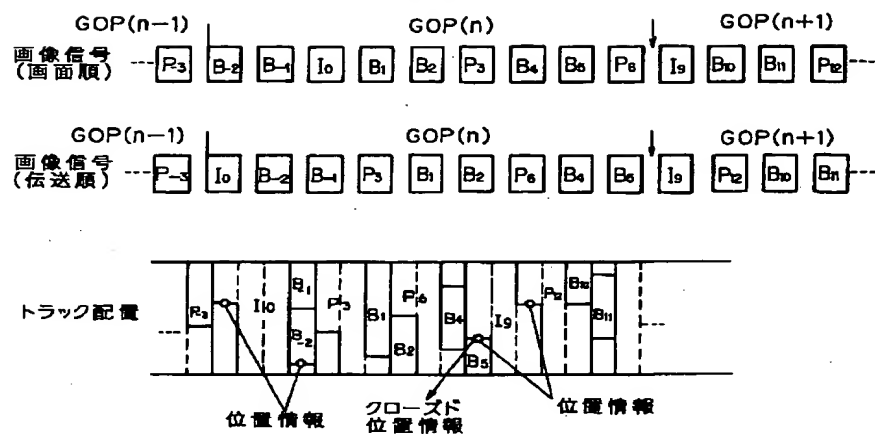 GOP(n-1) GOP(n) GOP(n+1)
画像信号
(画面順) P-3 B-2 B-1 I0 B1 B2 P3 B4 B5 P6 I9 B10 B11 P12
GOP(n-1) GOP(n) GOP(n+1)
画像信号
(伝送順) P-3 I0 B-2 B-1 P3 B1 B2 P6 B4 B5 I9 P12 B10 B11
トラック配置 P-3 I0 B-1 B-2 P3 B1 P6 B2 B4 B5 I9 P12 B10 B11
位置情報 クローズド 位置情報
位置情報